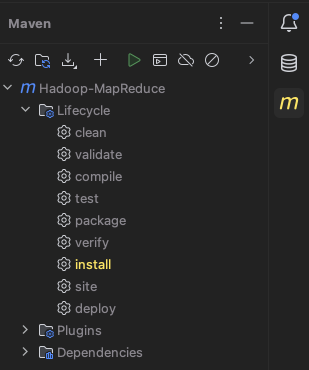 Maven
m Hadoop-MapReduce
Lifecycle
clean
validate
compile
test
package
verify
install
site
deploy
Plugins
Dependencies
m